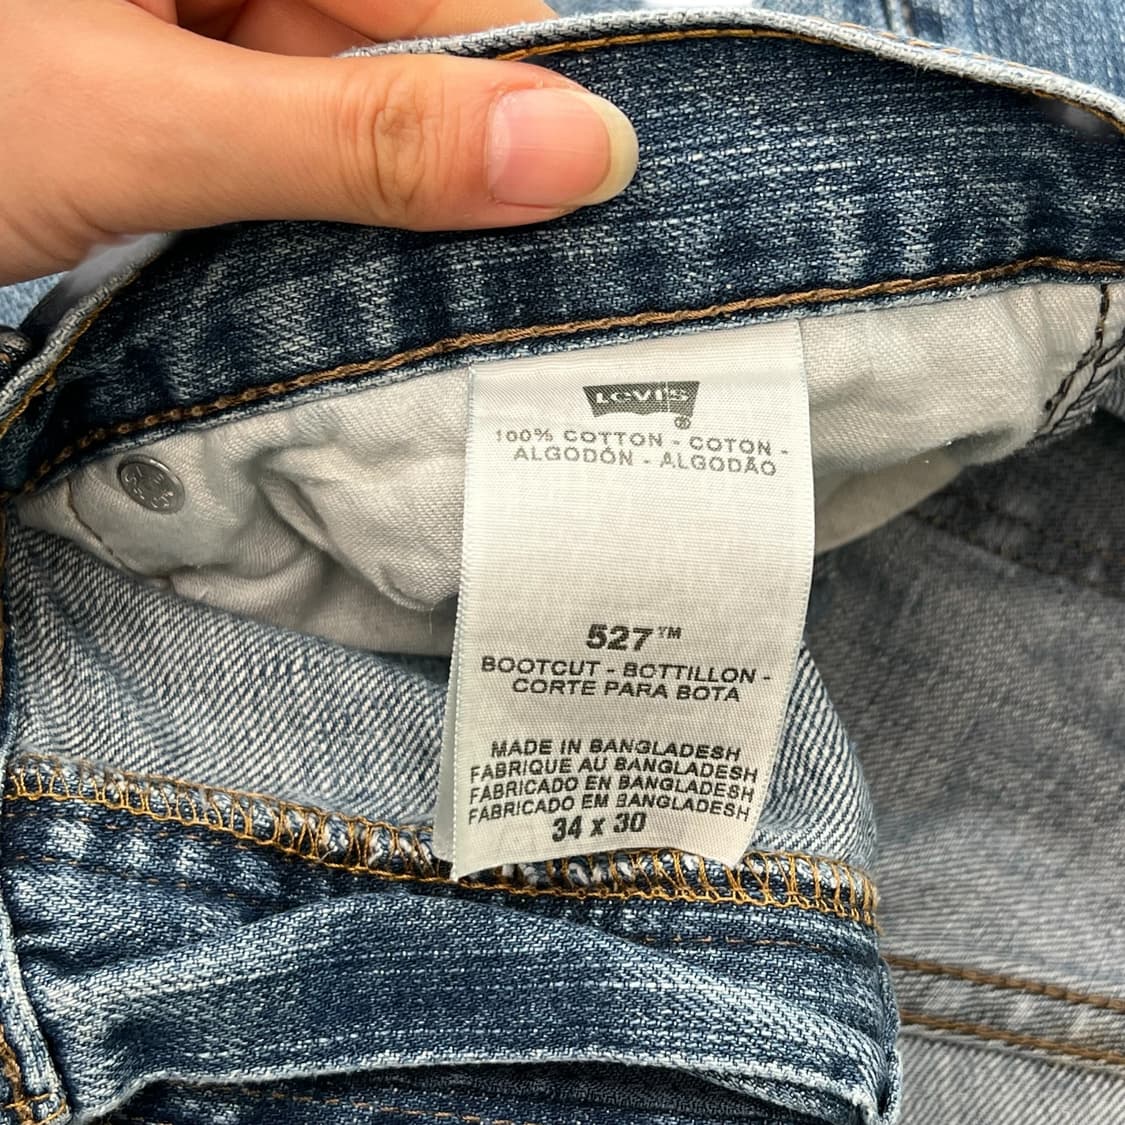 LEVI'S
®
100% COTTON - COTON -
ALGODÓN - ALGODÃO
527™
BOOTCUT - BOTTILLON -
CORTE PARA BOTA
MADE IN BANGLADESH
FABRIQUE AU BANGLADESH
FABRICADO EN BANGLADESH
FABRICADO EM BANGLADESH
34 x 30